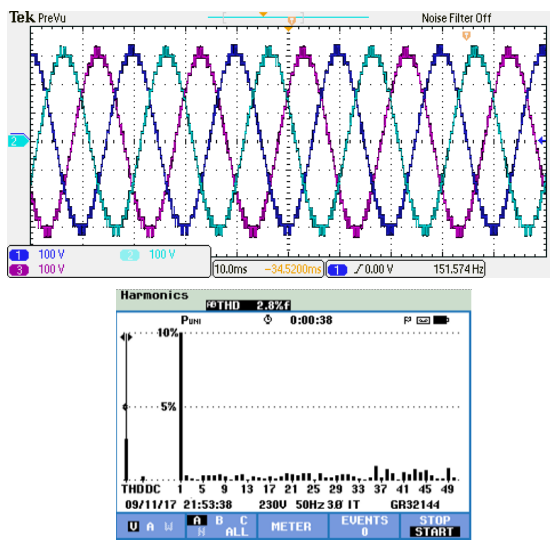 Tek PreVu Noise Filter Off
T
T
2
1 100 V 2 100 V
3 100 V 10.0ms -34.5200ms 1 0.00 V 151.574 Hz
Harmonics
THD 2.8%f
PUNI 0:00:38
10%
5%
THDDC 1 5 9 13 17 21 25 29 33 37 41 45 49
09/11/17 21:53:38 230V 50Hz 3Ø IT GR32144
V A W A B C N ALL METER EVENTS 0 STOP START